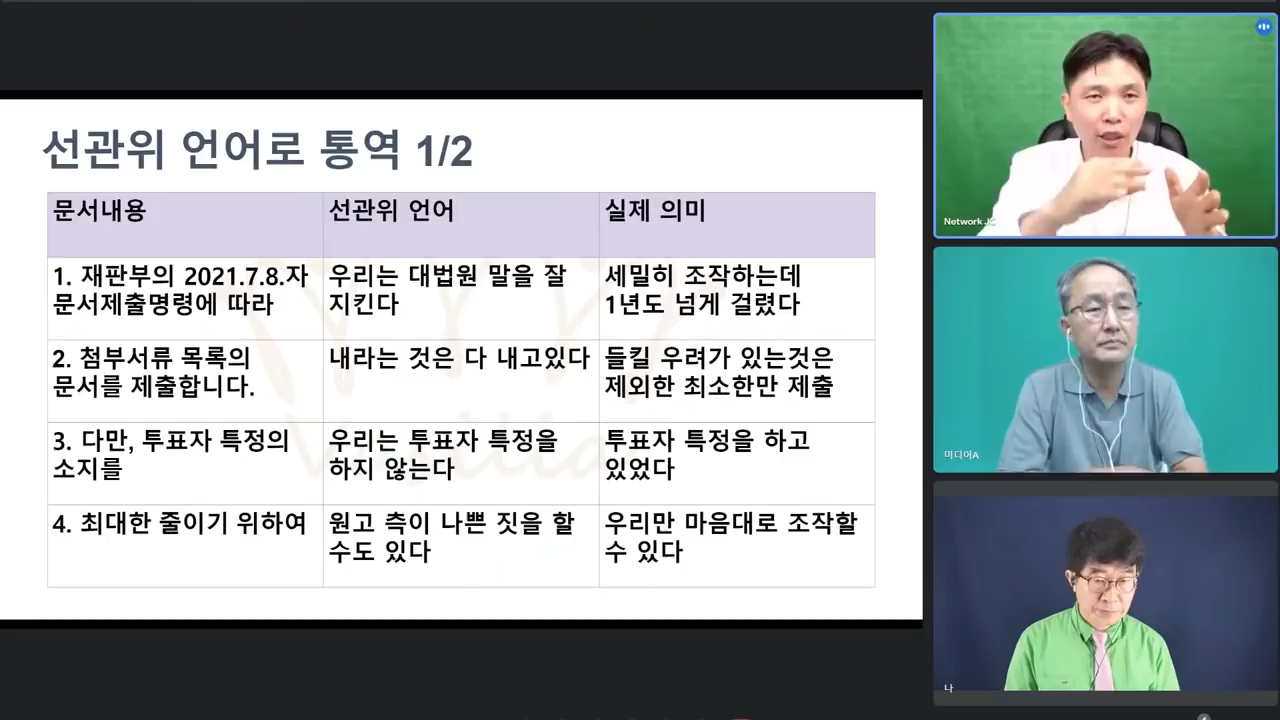 선관위 언어로 통역 1/2
문서내용
선관위 언어
실제 의미
1. 재판부의 2021.7.8.자
문서제출명령에 따라
우리는 대법원 말을 잘
지킨다
세밀히 조작하는데
1년도 넘게 걸렸다
2. 첨부서류 목록의
문서를 제출합니다.
내라는 것은 다 내고있다
들킬 우려가 있는것은
제외한 최소한만 제출
3. 다만, 투표자 특정의
소지를
우리는 투표자 특정을
하지 않는다
투표자 특정을 하고
있었다
4. 최대한 줄이기 위하여
원고 측이 나쁜 짓을 할
수도 있다
우리만 마음대로 조작할
수 있다
Network
미디어A
나